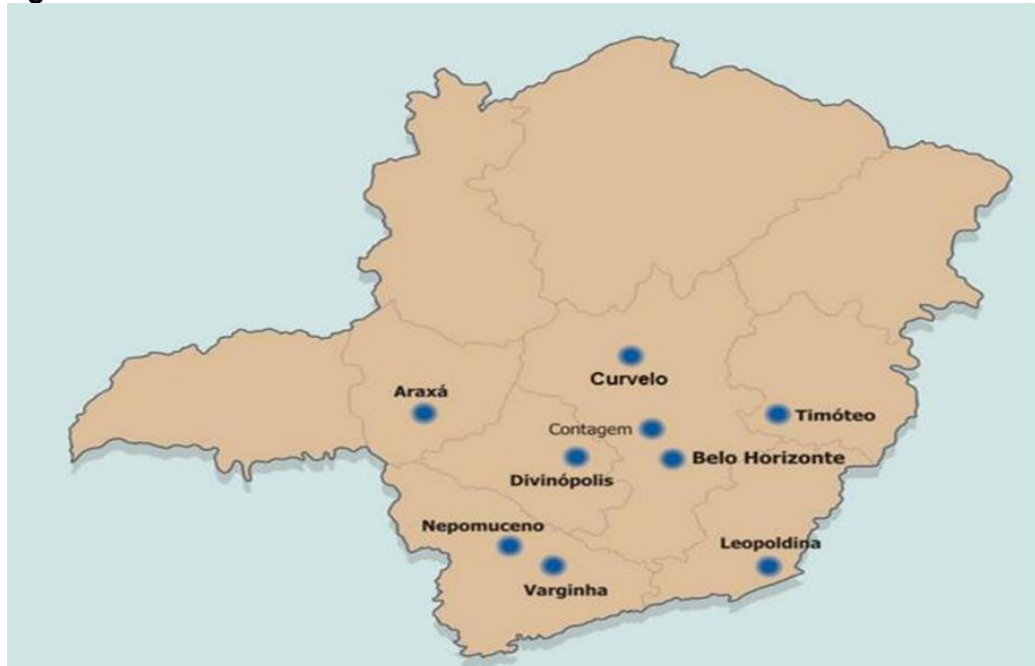 Curvelo
Araxá
Timóteo
Contagem
Belo Horizonte
Divinópolis
Nepomuceno
Leopoldina
Varginha